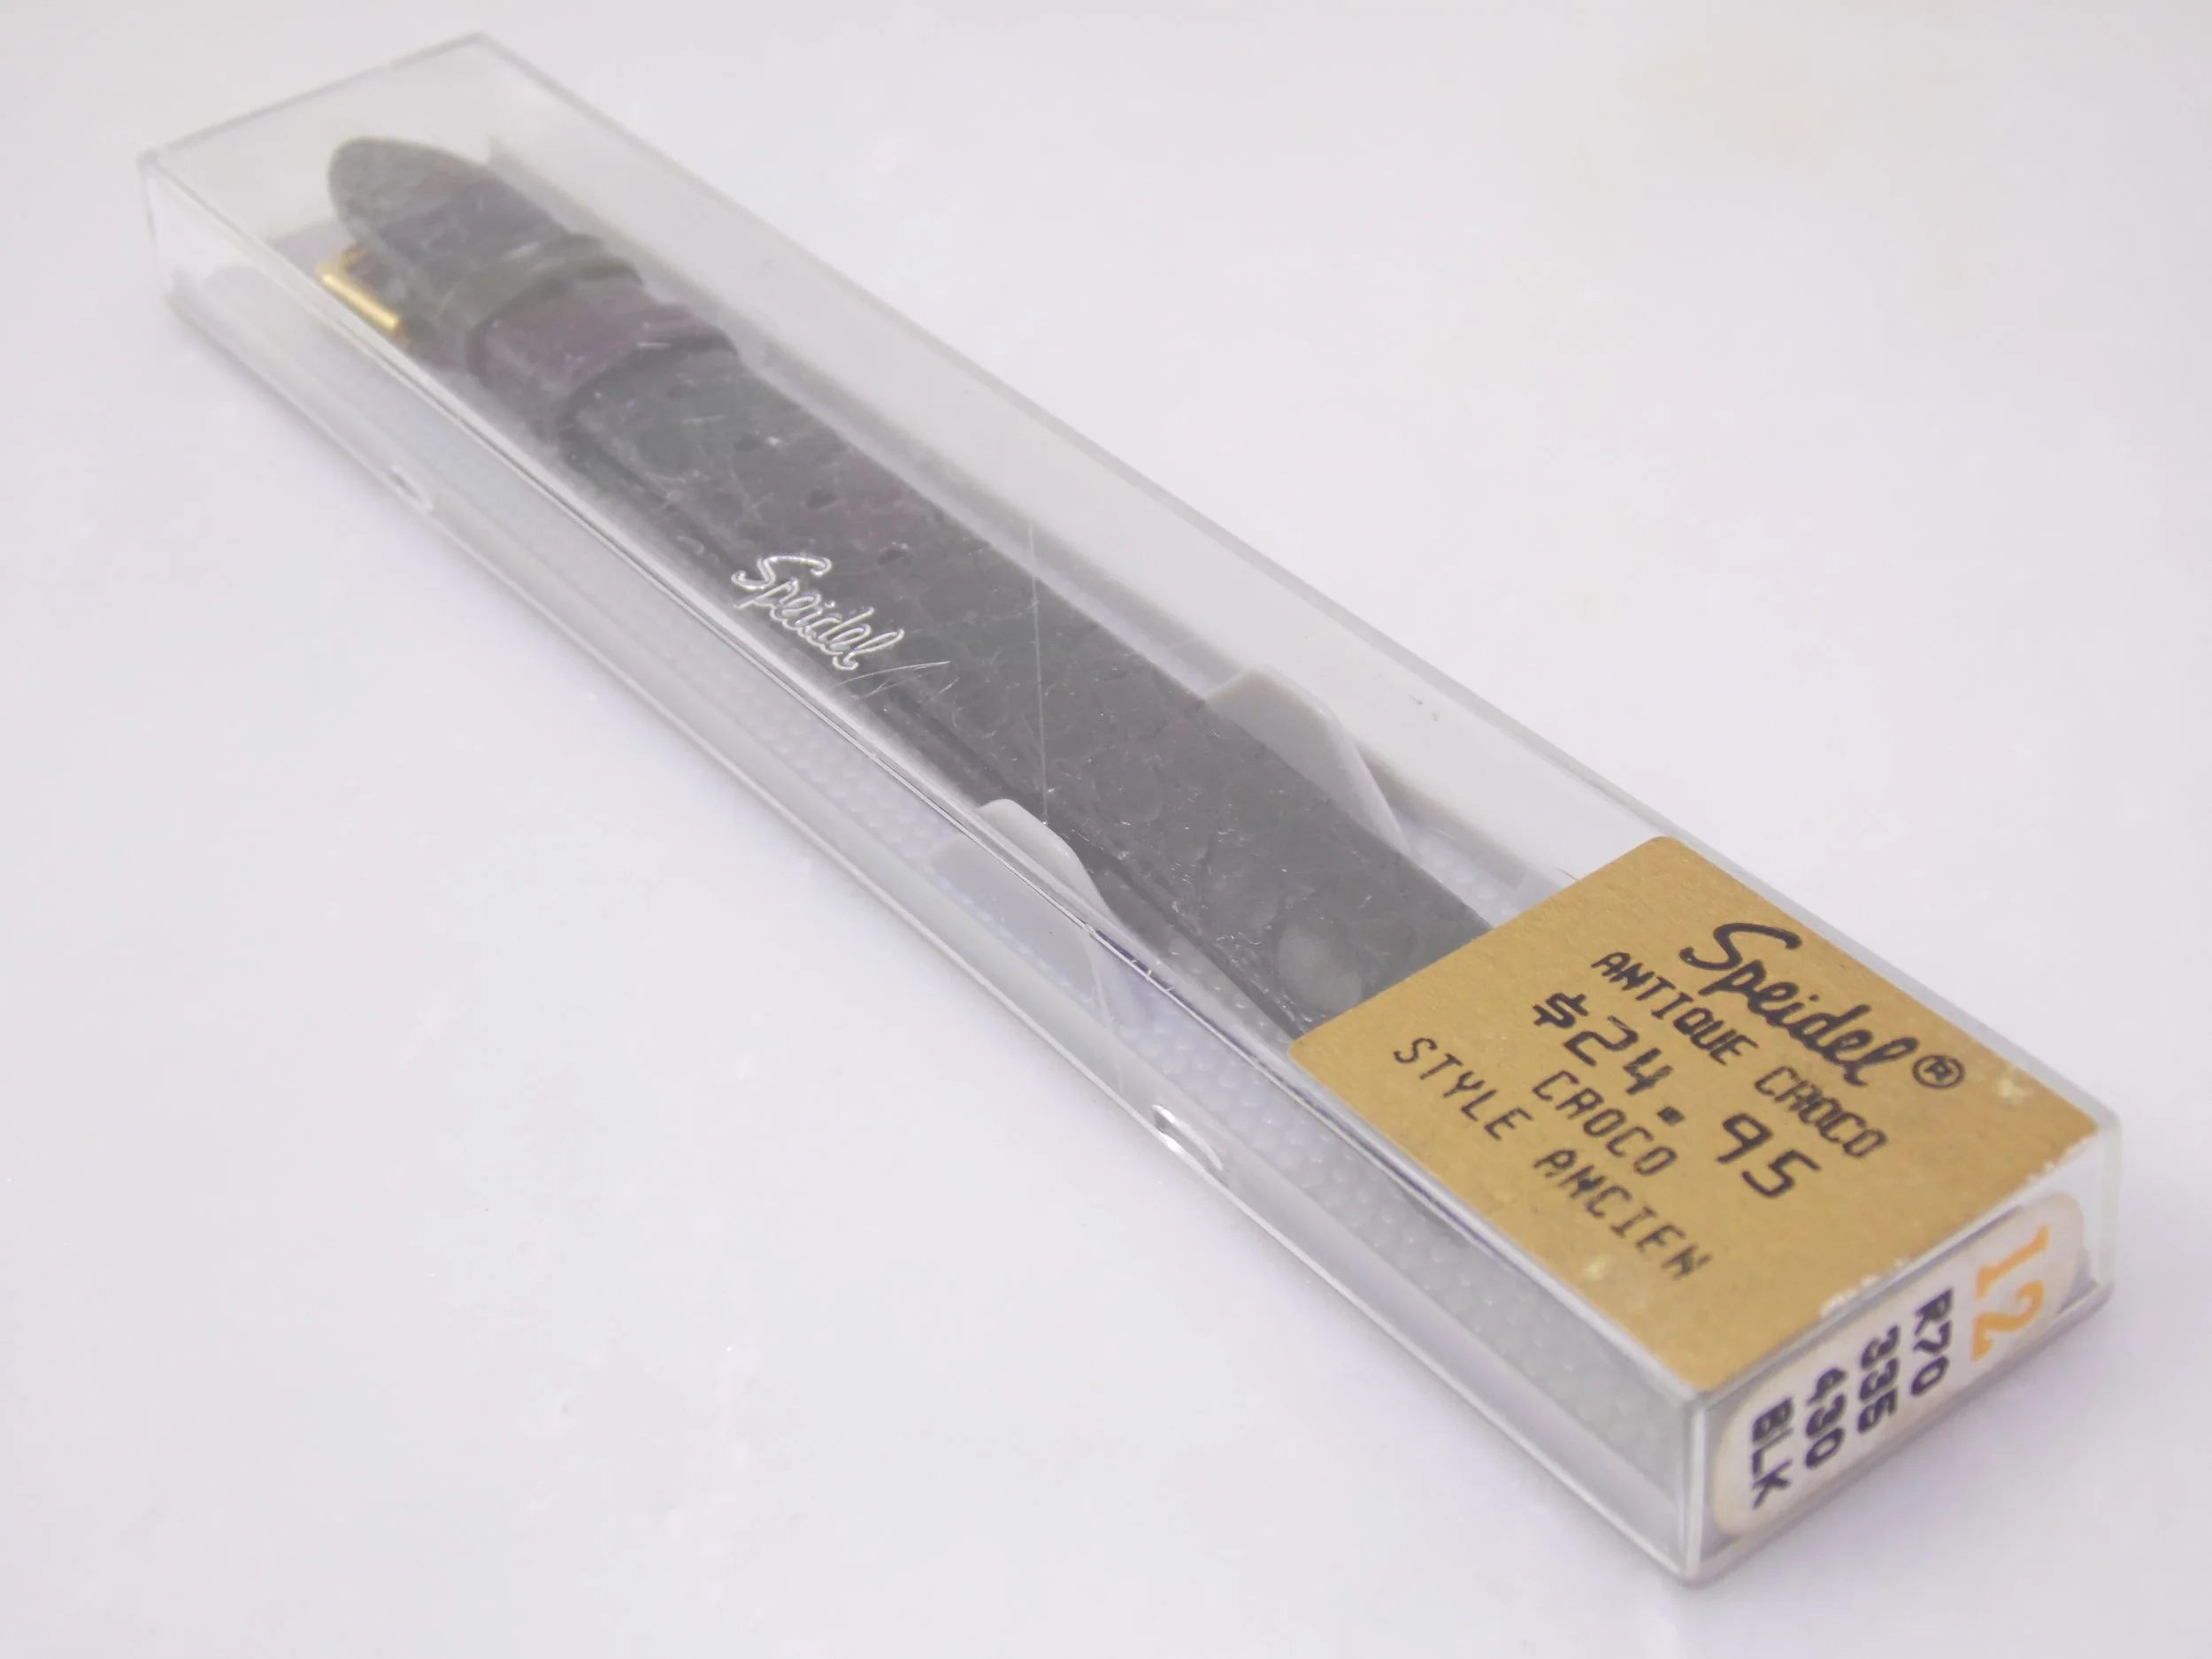 Speidel
Speidel®
ANTIQUE CROCO
$24.95
CROCO
STYLE ANCIEN
12
R70
335
430
BLK